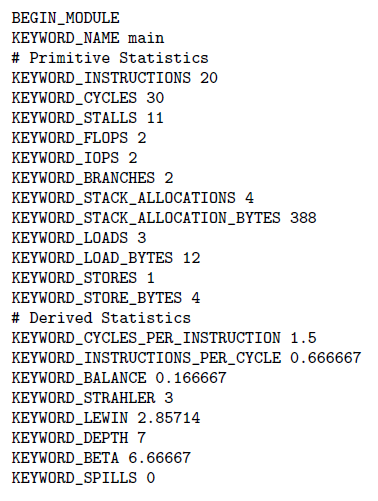 BEGIN_MODULE
KEYWORD_NAME main
# Primitive Statistics
KEYWORD_INSTRUCTIONS 20
KEYWORD_CYCLES 30
KEYWORD_STALLS 11
KEYWORD_FLOPS 2
KEYWORD_IOPS 2
KEYWORD_BRANCHES 2
KEYWORD_STACK_ALLOCATIONS 4
KEYWORD_STACK_ALLOCATION_BYTES 388
KEYWORD_LOADS 3
KEYWORD_LOAD_BYTES 12
KEYWORD_STORES 1
KEYWORD_STORE_BYTES 4
# Derived Statistics
KEYWORD_CYCLES_PER_INSTRUCTION 1.5
KEYWORD_INSTRUCTIONS_PER_CYCLE 0.666667
KEYWORD_BALANCE 0.166667
KEYWORD_STRAHLER 3
KEYWORD_LEWIN 2.85714
KEYWORD_DEPTH 7
KEYWORD_BETA 6.66667
KEYWORD_SPILLS 0